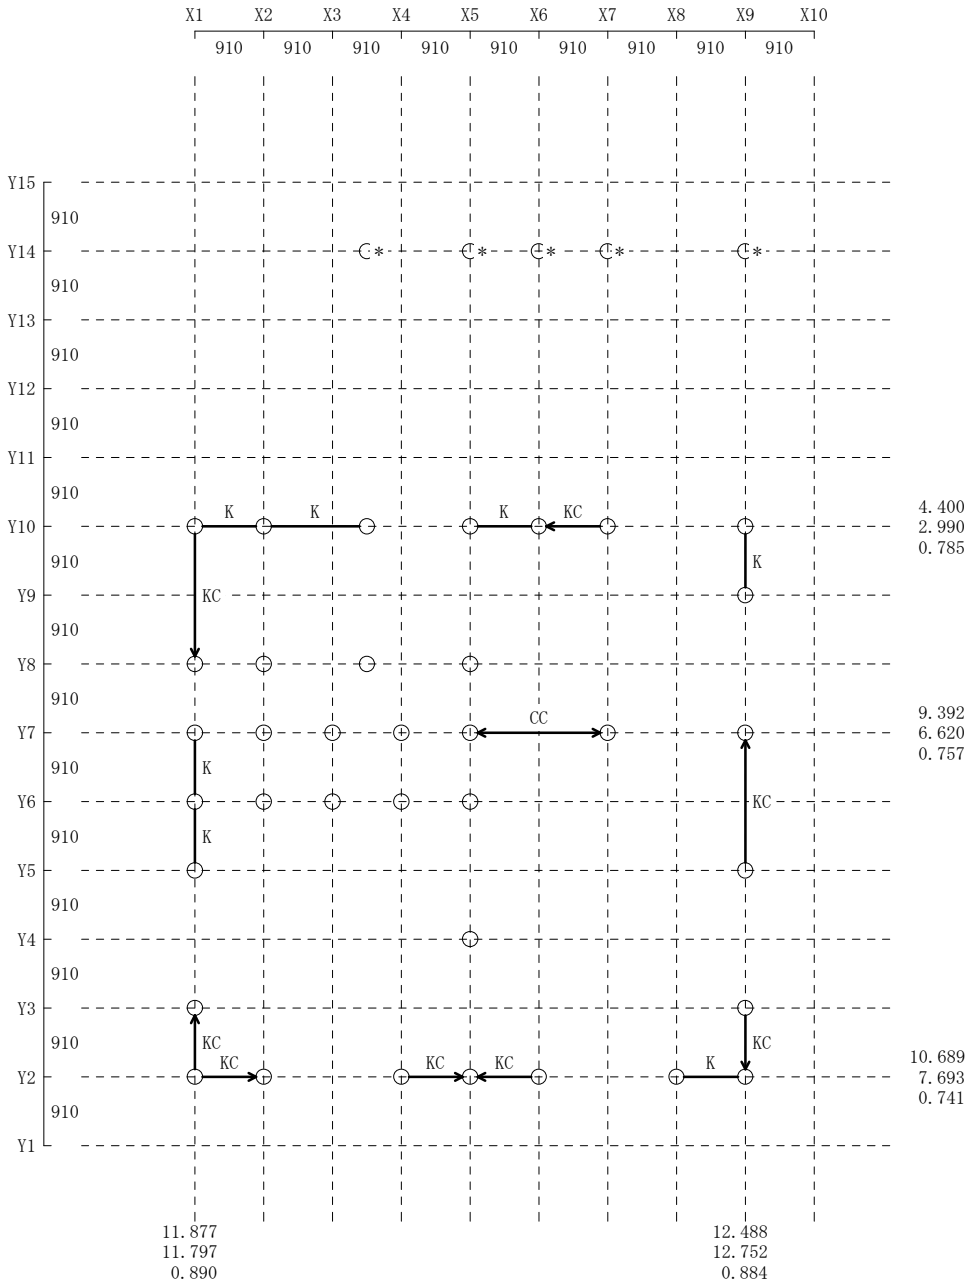 X1 X2 X3 X4 X5 X6 X7 X8 X9 X10
910 910 910 910 910 910 910 910 910
Y15
910
Y14 * * * * *
910
Y13
910
Y12
910
Y11
910
4.400
K K K KC
Y10 2.990
0.785
910 K
Y9 KC
910
Y8
910
9.392
CC
Y7 6.620
0.757
910 K
Y6 KC
910 K
Y5
910
Y4
910
Y3
910 KC KC
10.689
KC KC KC K
Y2 7.693
0.741
910
Y1
11.877 12.488
11.797 12.752
0.890 0.884